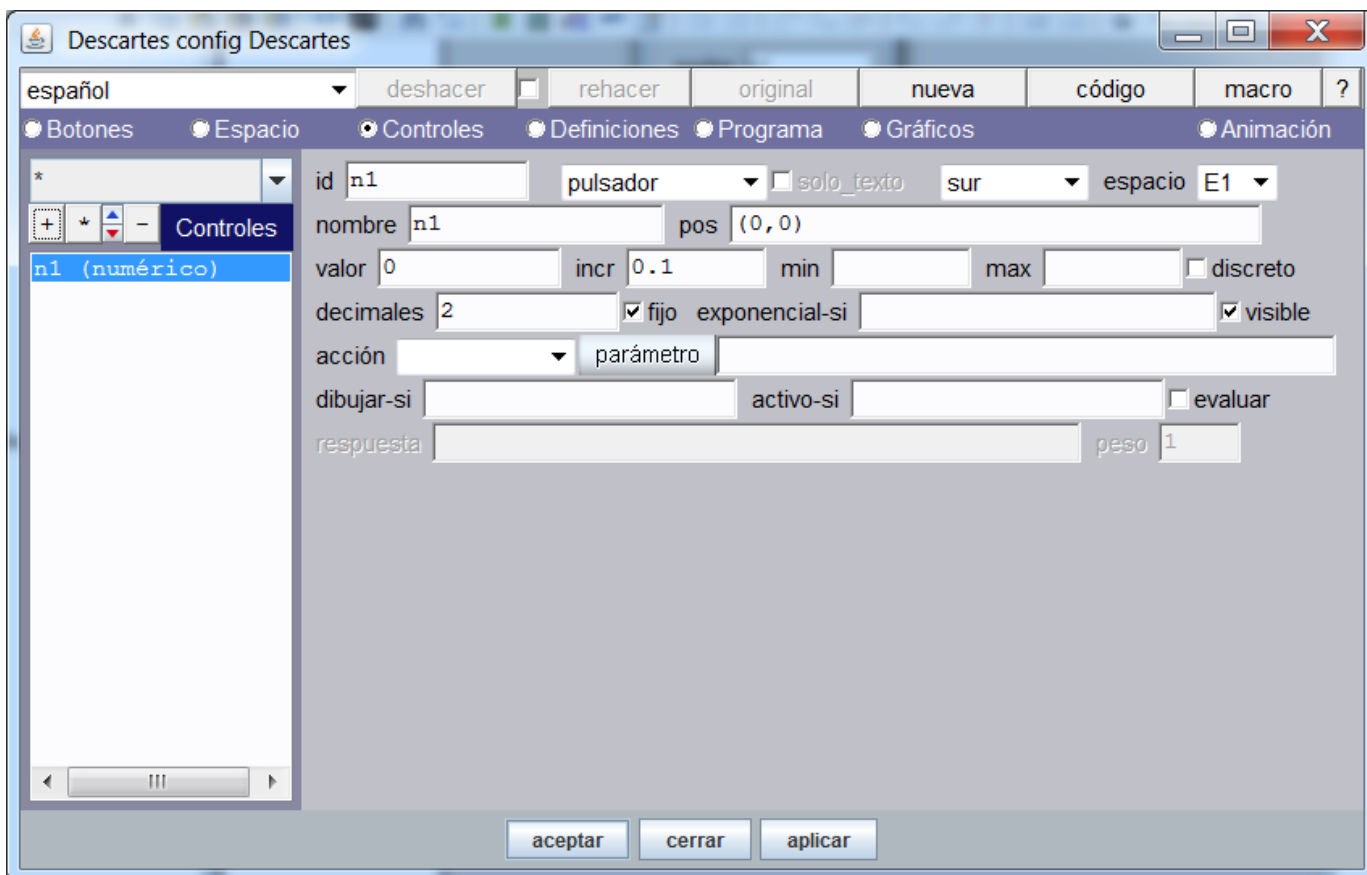 Descartes config Descartes
español deshacer rehacer original nueva código macro ?
Botones Espacio Controles Definiciones Programa Gráficos Animación
* id n1 pulsador solo_texto sur espacio E1
+ * - Controles nombre n1 pos (0,0)
n1 (numérico) valor 0 incr 0.1 min max discreto
decimales 2 fijo exponencial-si visible
acción parámetro
dibujar-si activo-si evaluar
respuesta peso 1
aceptar cerrar aplicar